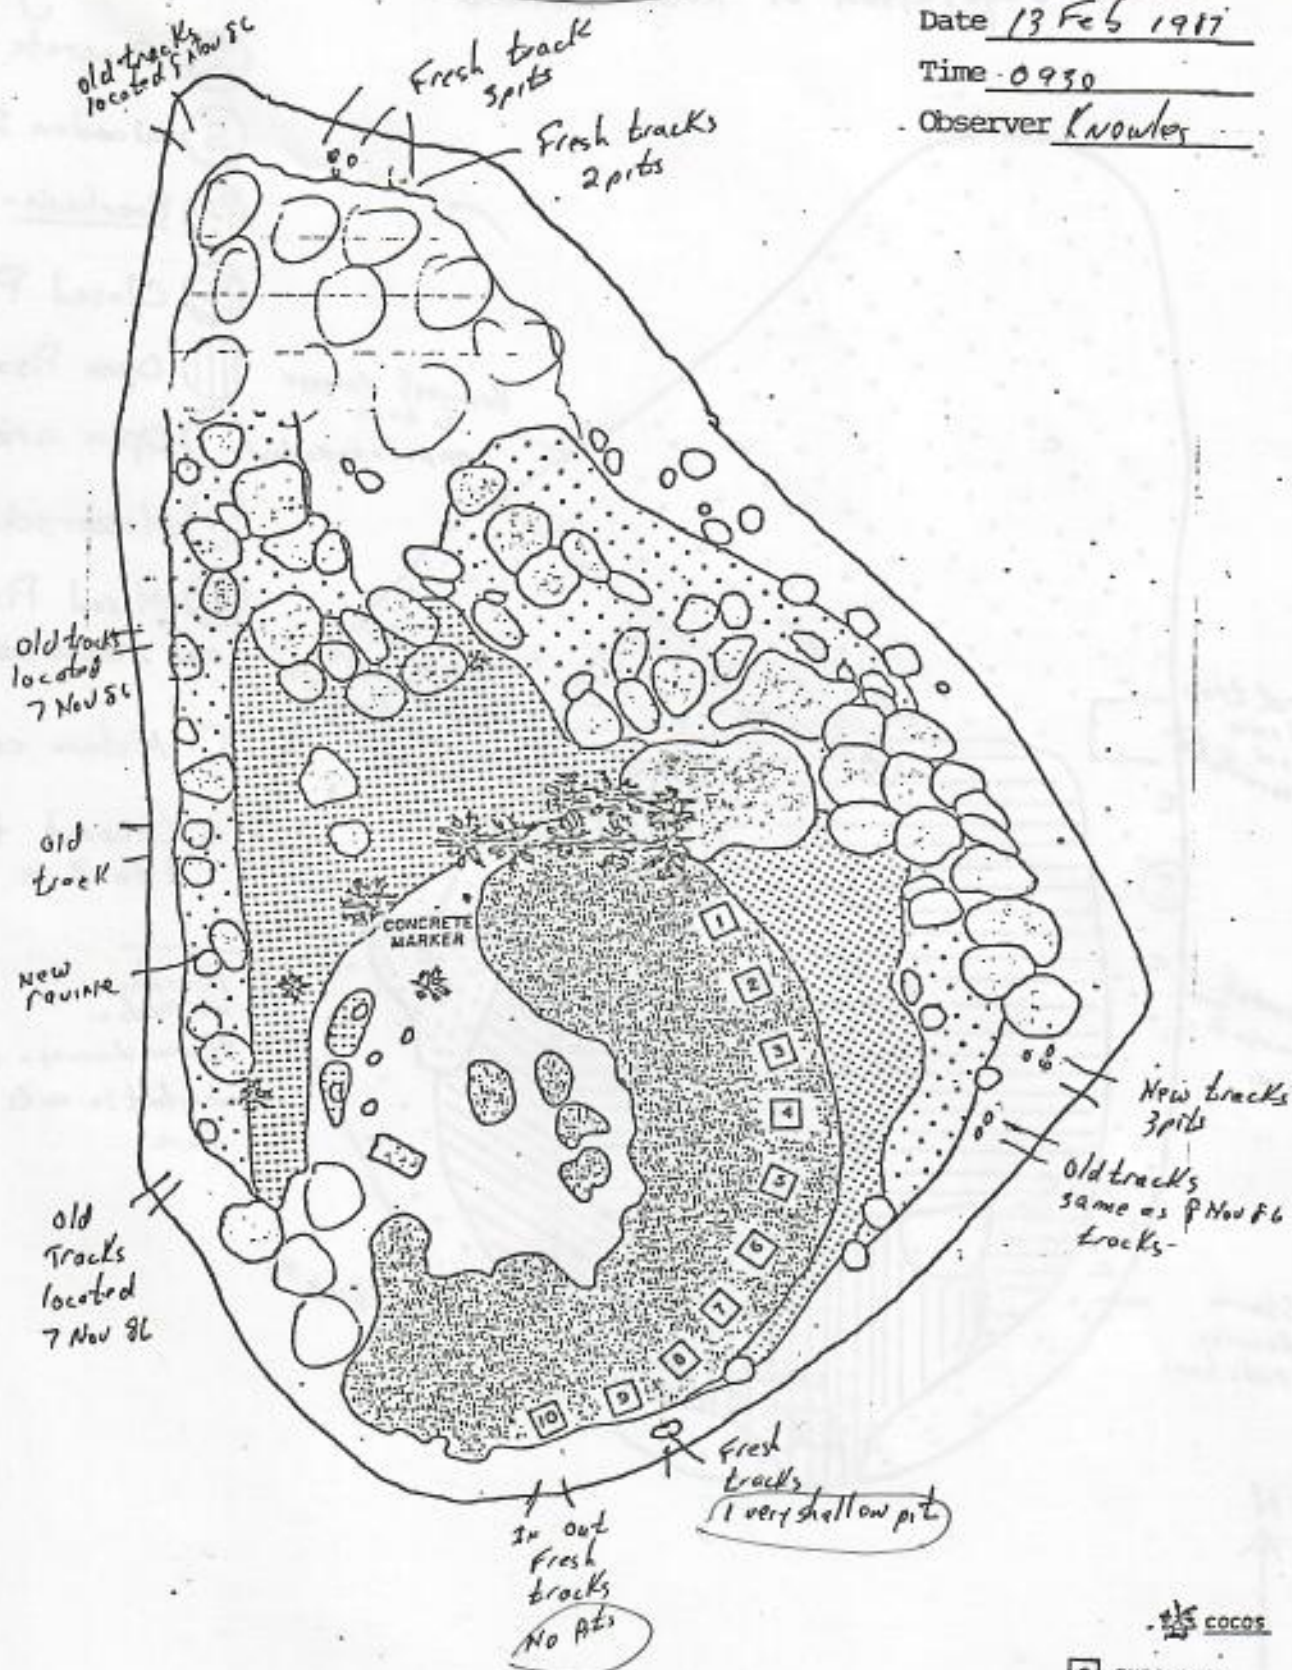 Date 13 Feb 1987
Time 0930
Observer Knowles
old tracks
located 8 Nov 86
Fresh track
3 pits
Fresh tracks
2 pits
old tracks
located
7 Nov 86
old
track
CONCRETE
MARKER
New
ravine
1
2
3
4
5
6
7
8
9
10
New tracks
3 pits
Old tracks
same as 8 Nov 86
tracks
old
Tracks
located
7 Nov 86
Fresh
tracks
1 very shallow pit
In out
Fresh
tracks
No Pits
COCOS